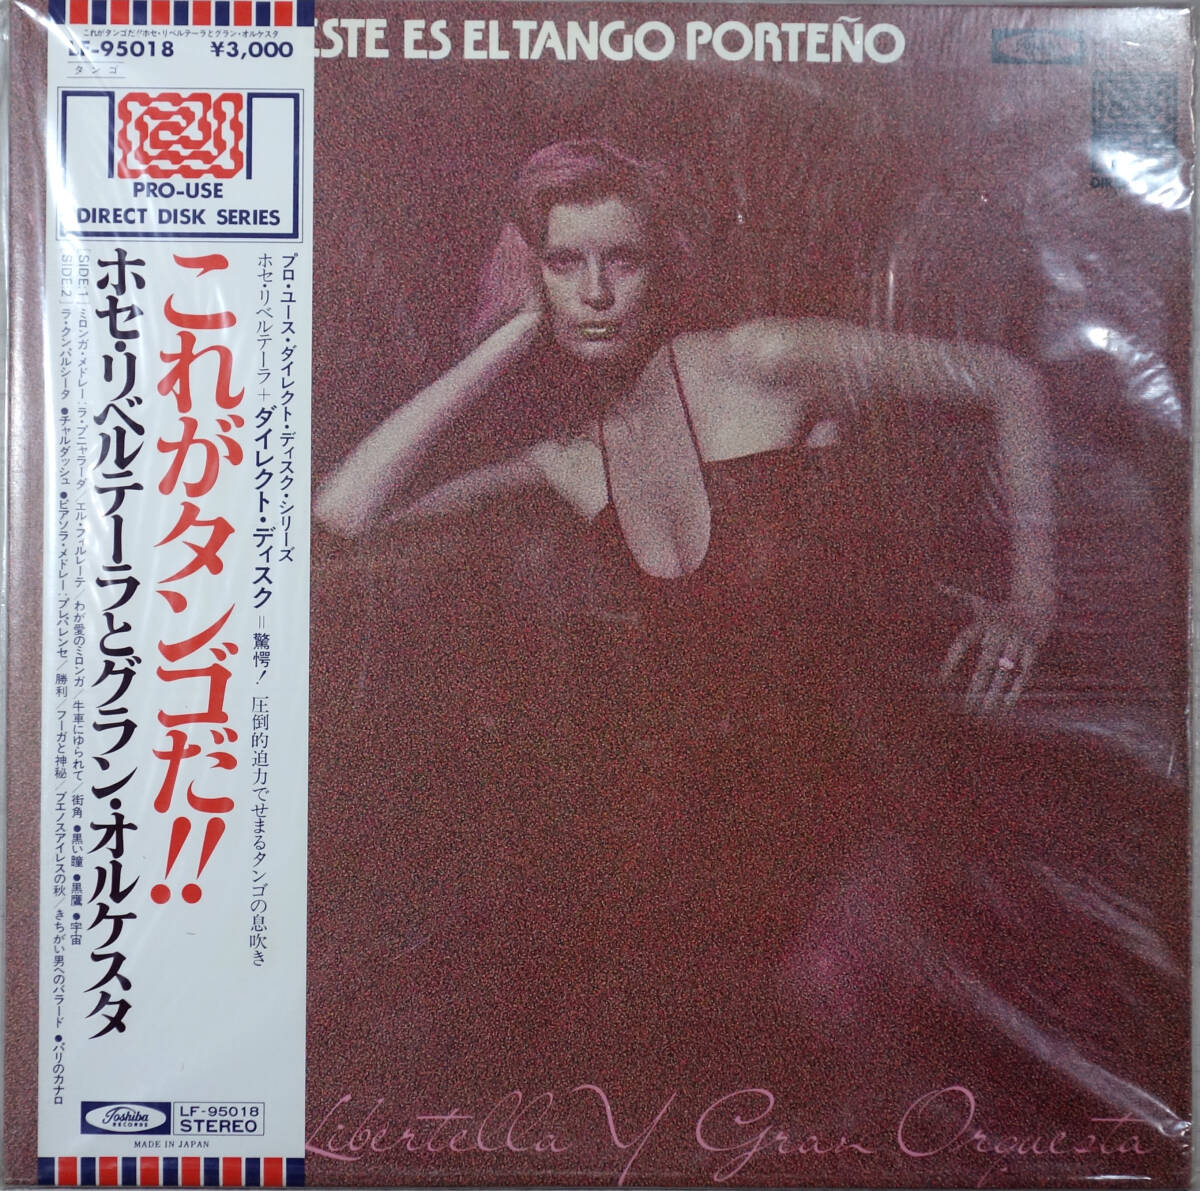 これがタンゴだ!!ホセ・リベルテーラとグラン・オルケスタ
LF-95018 ¥3,000
タンゴ
PRO-USE
DIRECT DISK SERIES
プロ・ユース・ダイレクト・ディスク・シリーズ
ホセ・リベルテーラ+ダイレクト・ディスク=驚愕! 圧倒的迫力でせまるタンゴの息吹き
これがタンゴだ!!
ホセ・リベルテーラとグラン・オルケスタ
[SIDE:1] ミロンガ・メドレー:ラ・プニャラーダ/エル・フィルレーテ/わが愛のミロンガ/牛車にゆられて/街角 ●黒い瞳 ●黒鷹 ●宇宙
[SIDE:2] ラ・クンパルシータ ●チャルダッシュ ●ピアソラ・メドレー:プレパレンセ/勝利/フーガと神秘/ブエノスアイレスの秋/きちがい男へのバラード ●パリのカナロ
Toshiba
RECORDS
LF-95018
STEREO
MADE IN JAPAN
ESTE ES EL TANGO PORTEÑO
Toshiba
Libertella Y Gran Orquesta